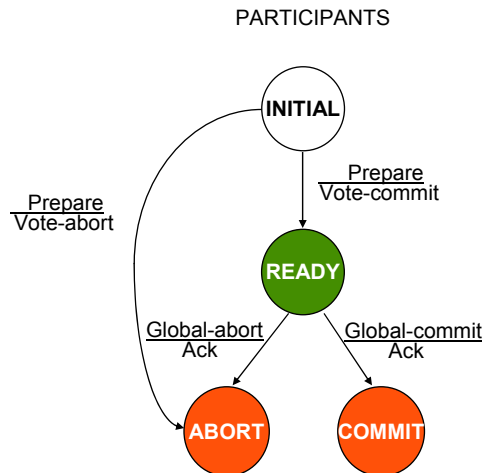 PARTICIPANTS
INITIAL
Prepare
Vote-commit
Prepare
Vote-abort
READY
Global-abort
Ack
Global-commit
Ack
ABORT
COMMIT